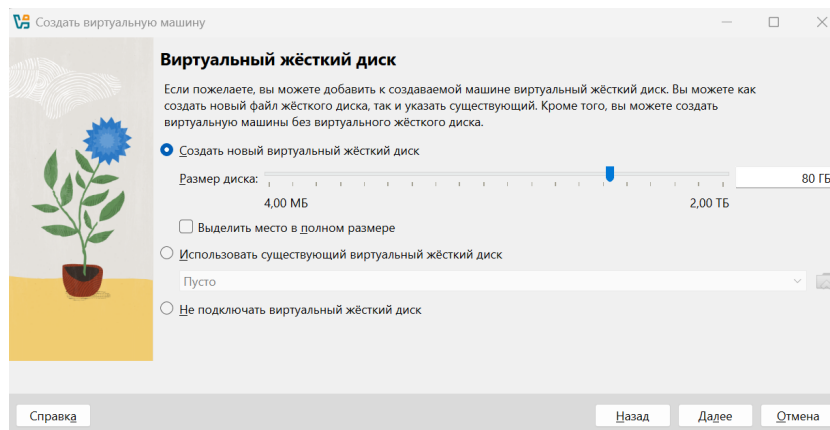 Создать виртуальную машину
Виртуальный жёсткий диск
Если пожелаете, вы можете добавить к создаваемой машине виртуальный жёсткий диск. Вы можете как
создать новый файл жёсткого диска, так и указать существующий. Кроме того, вы можете создать
виртуальную машины без виртуального жёсткого диска.
Создать новый виртуальный жёсткий диск
Размер диска:
80 ГБ
4,00 МБ
2,00 ТБ
Выделить место в полном размере
Использовать существующий виртуальный жёсткий диск
Пусто
Не подключать виртуальный жёсткий диск
Справка
Назад
Далее
Отмена